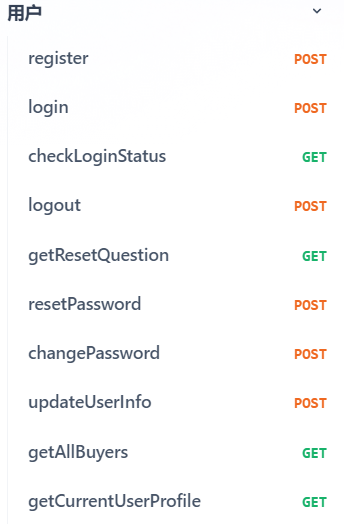 用户
register POST
login POST
checkLoginStatus GET
logout POST
getResetQuestion GET
resetPassword POST
changePassword POST
updateUserInfo POST
getAllBuyers GET
getCurrentUserProfile GET